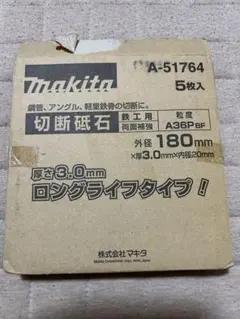 A-51764
makita
5枚入
鋼管、アングル、軽量鉄骨の切断に。
切断砥石
鉄工用
両面補強
粒度
A36P BF
外径 180mm
×厚3.0mm×内径20mm
厚さ3.0mm
ロングライフタイプ!
株式会社マキタ